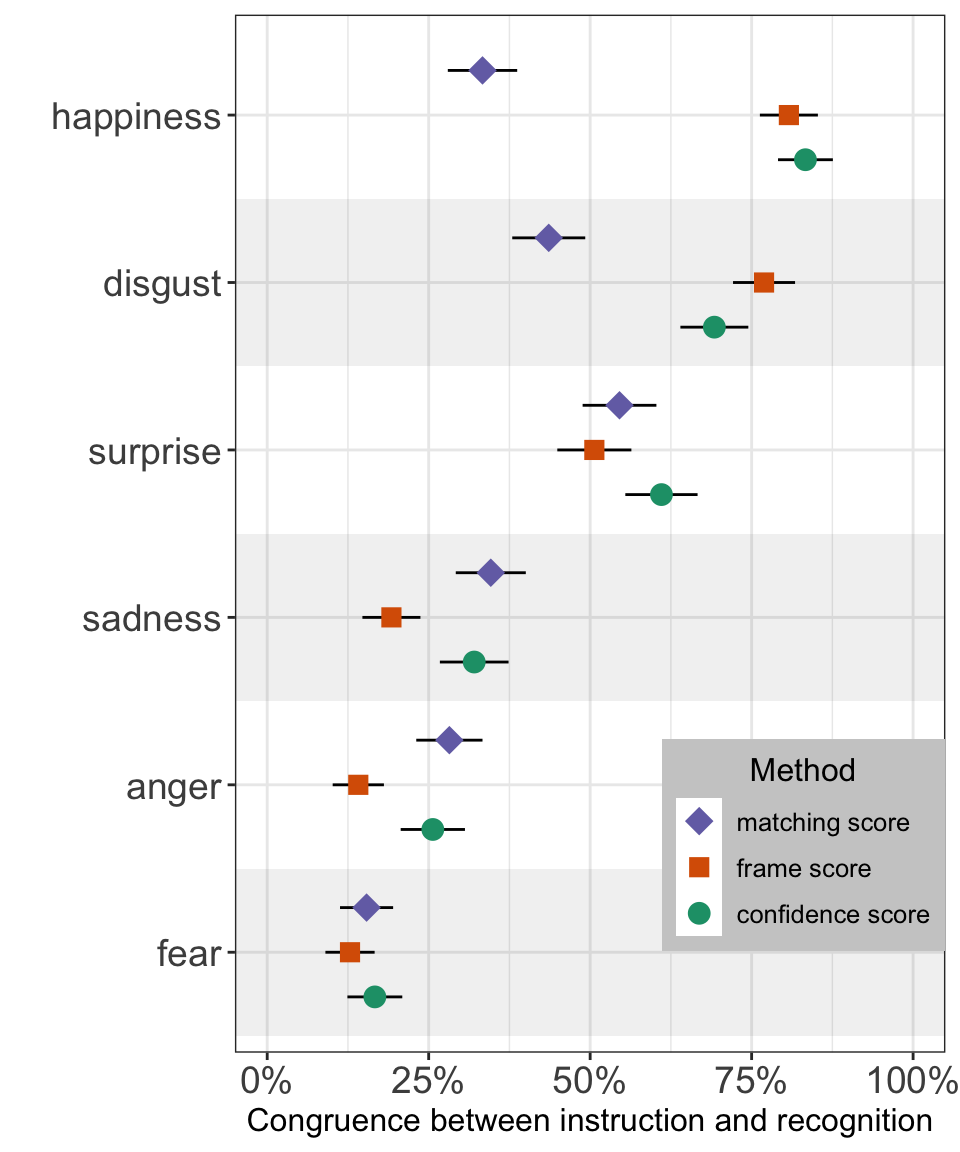 happiness
disgust
surprise
sadness
anger
fear
Method
matching score
frame score
confidence score
0% 25% 50% 75% 100%
Congruence between instruction and recognition